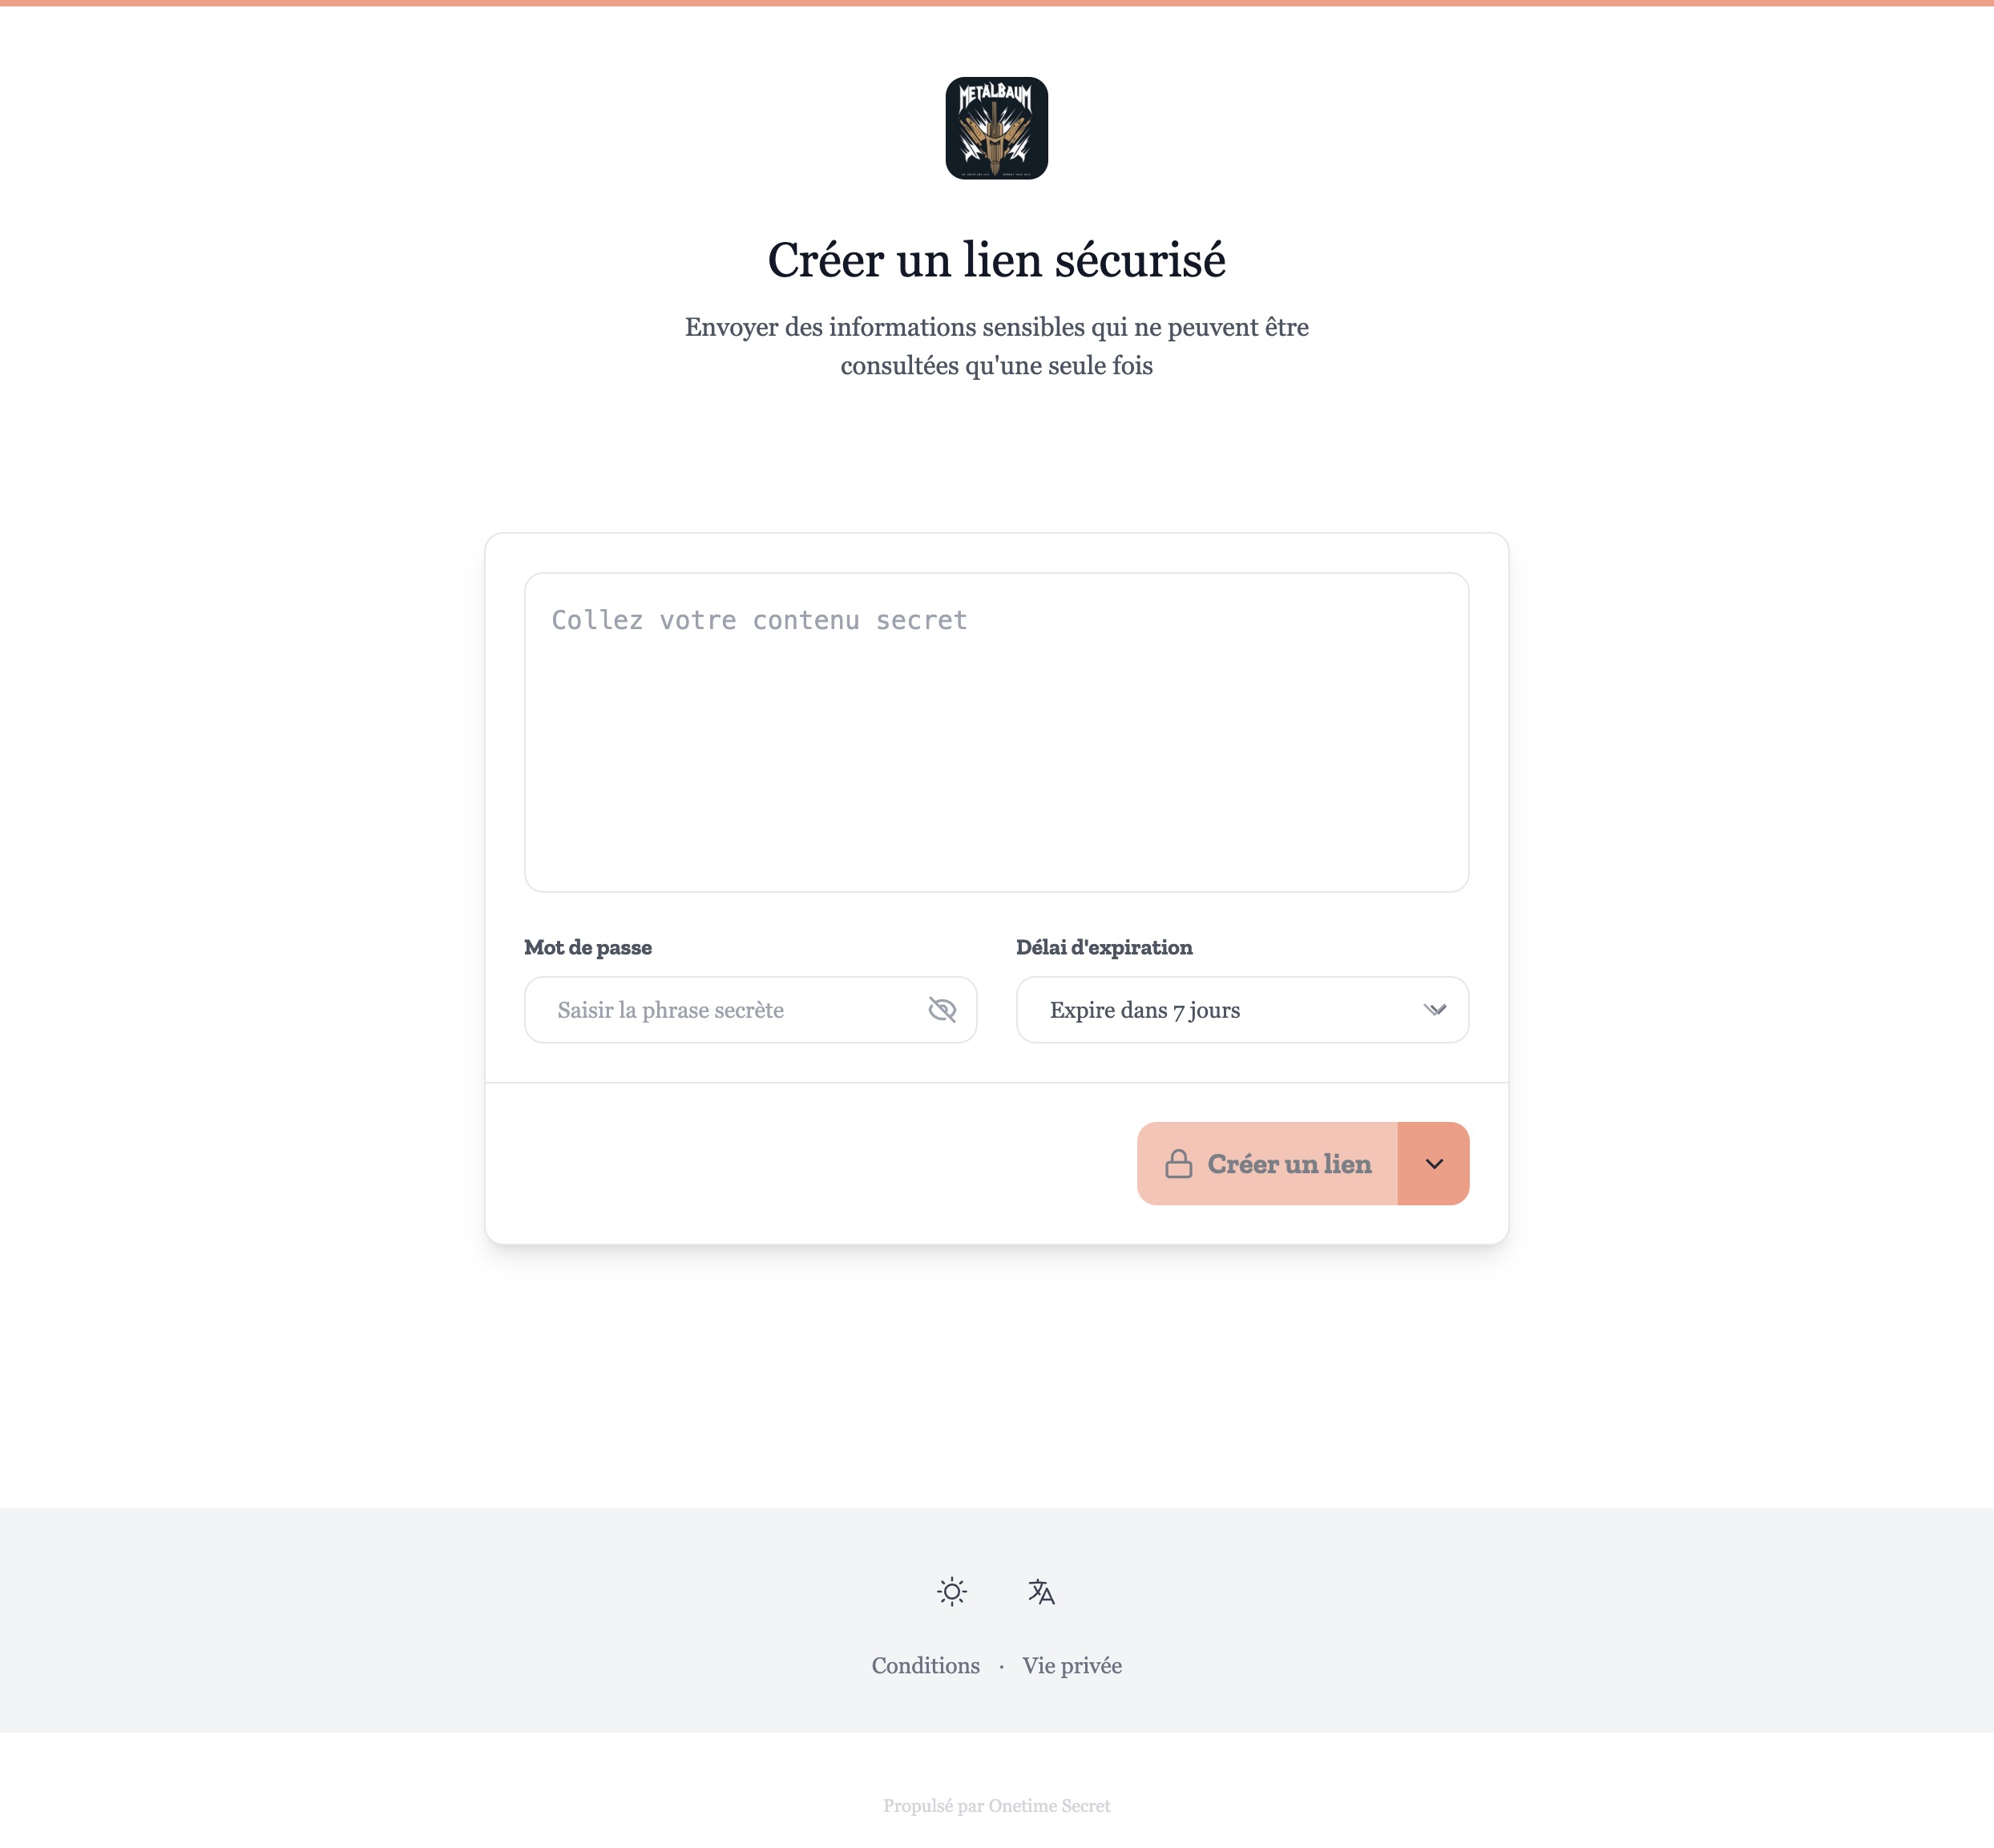 METALBAUM
Créer un lien sécurisé
Envoyer des informations sensibles qui ne peuvent être
consultées qu'une seule fois
Collez votre contenu secret
Mot de passe
Délai d'expiration
Saisir la phrase secrète
Expire dans 7 jours
Créer un lien
Conditions · Vie privée
Propulsé par Onetime Secret